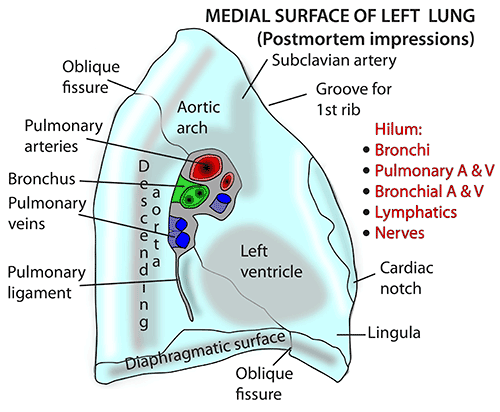 MEDIAL SURFACE OF LEFT LUNG
(Postmortem impressions)
Subclavian artery
Oblique
fissure
Groove for
1st rib
Aortic
arch
Pulmonary
arteries
Hilum:
• Bronchi
• Pulmonary A & V
• Bronchial A & V
• Lymphatics
• Nerves
Bronchus
Pulmonary
veins
Descending
aorta
Pulmonary
ligament
Left
ventricle
Cardiac
notch
Lingula
Diaphragmatic surface
Oblique
fissure